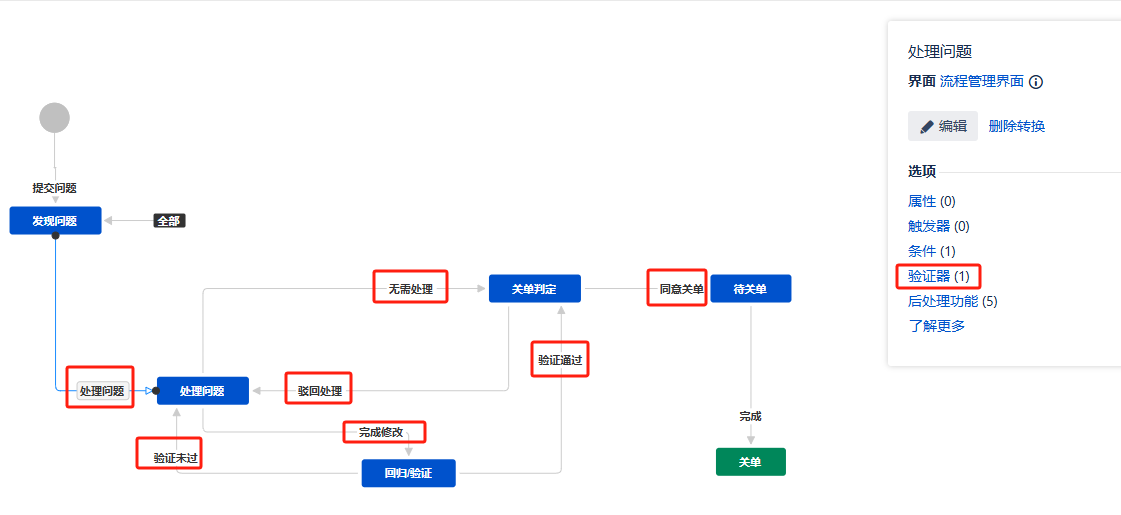 处理问题
界面 流程管理界面
编辑 删除转换
选项
属性 (0)
触发器 (0)
条件 (1)
验证器 (1)
后处理功能 (5)
了解更多
提交问题
发现问题
全部
无需处理
关单判定
同意关单
待关单
验证通过
处理问题
处理问题
驳回处理
完成修改
完成
验证未过
回归/验证
关单